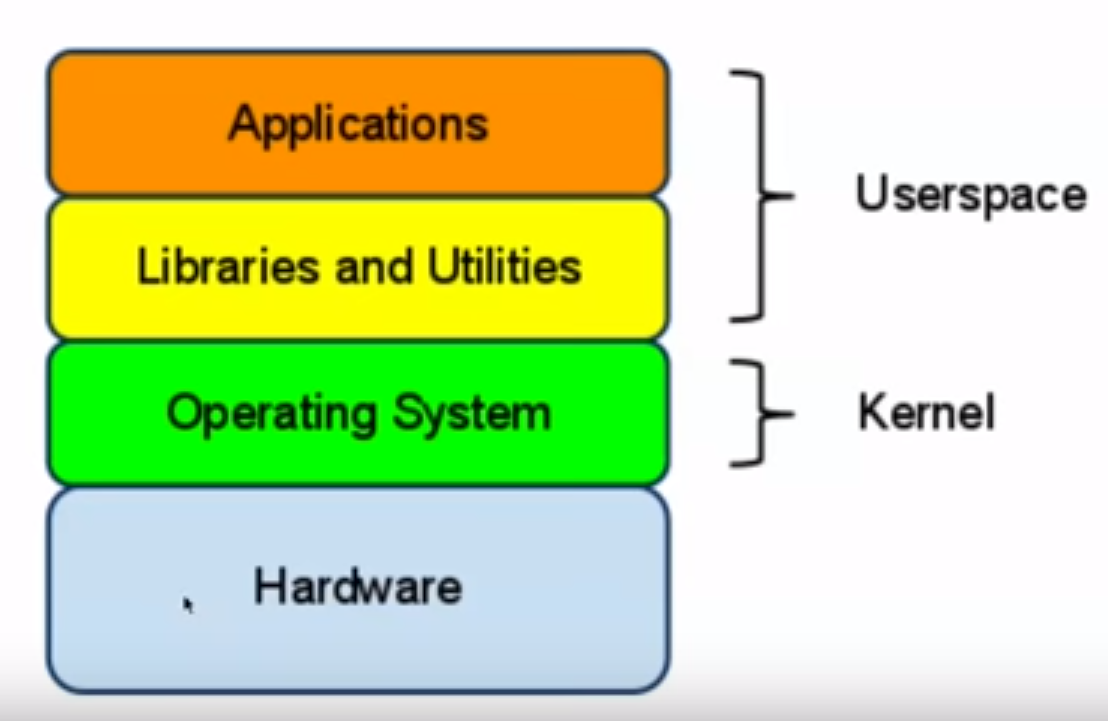 Applications
Userspace
Libraries and Utilities
Operating System
Kernel
Hardware